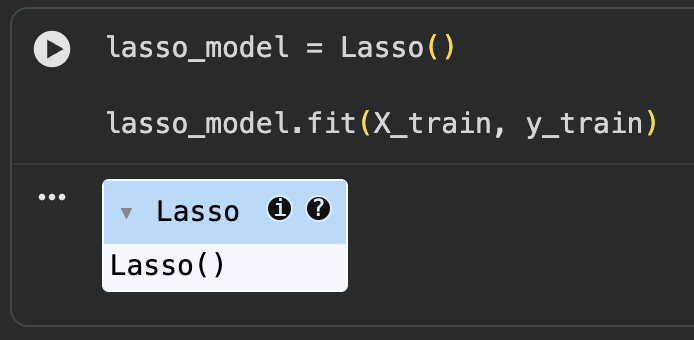 lasso_model = Lasso()
lasso_model.fit(X_train, y_train)
Lasso i ?
Lasso()